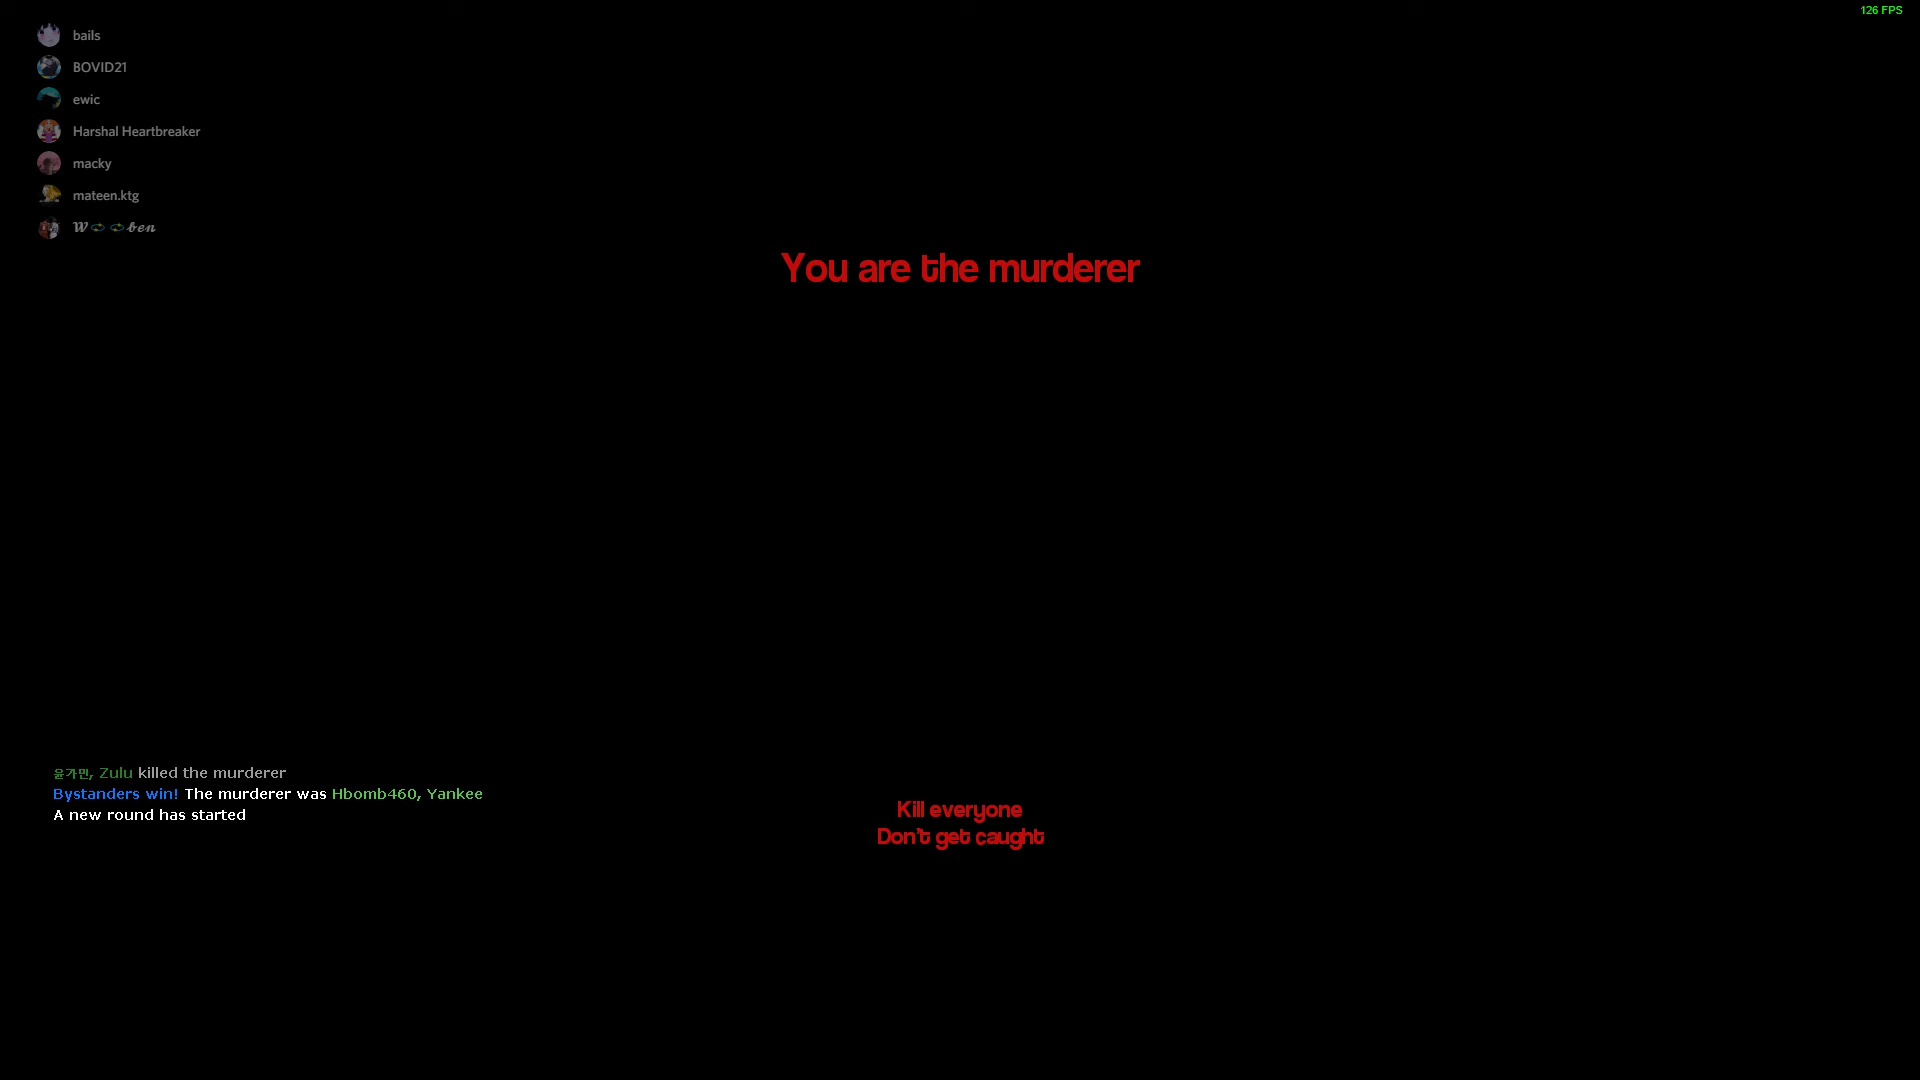 126 FPS
bails
BOVID21
ewic
Harshal Heartbreaker
macky
mateen.ktg
W ben
You are the murderer
윤가민, Zulu killed the murderer
Bystanders win! The murderer was Hbomb460, Yankee
A new round has started
Kill everyone
Don't get caught